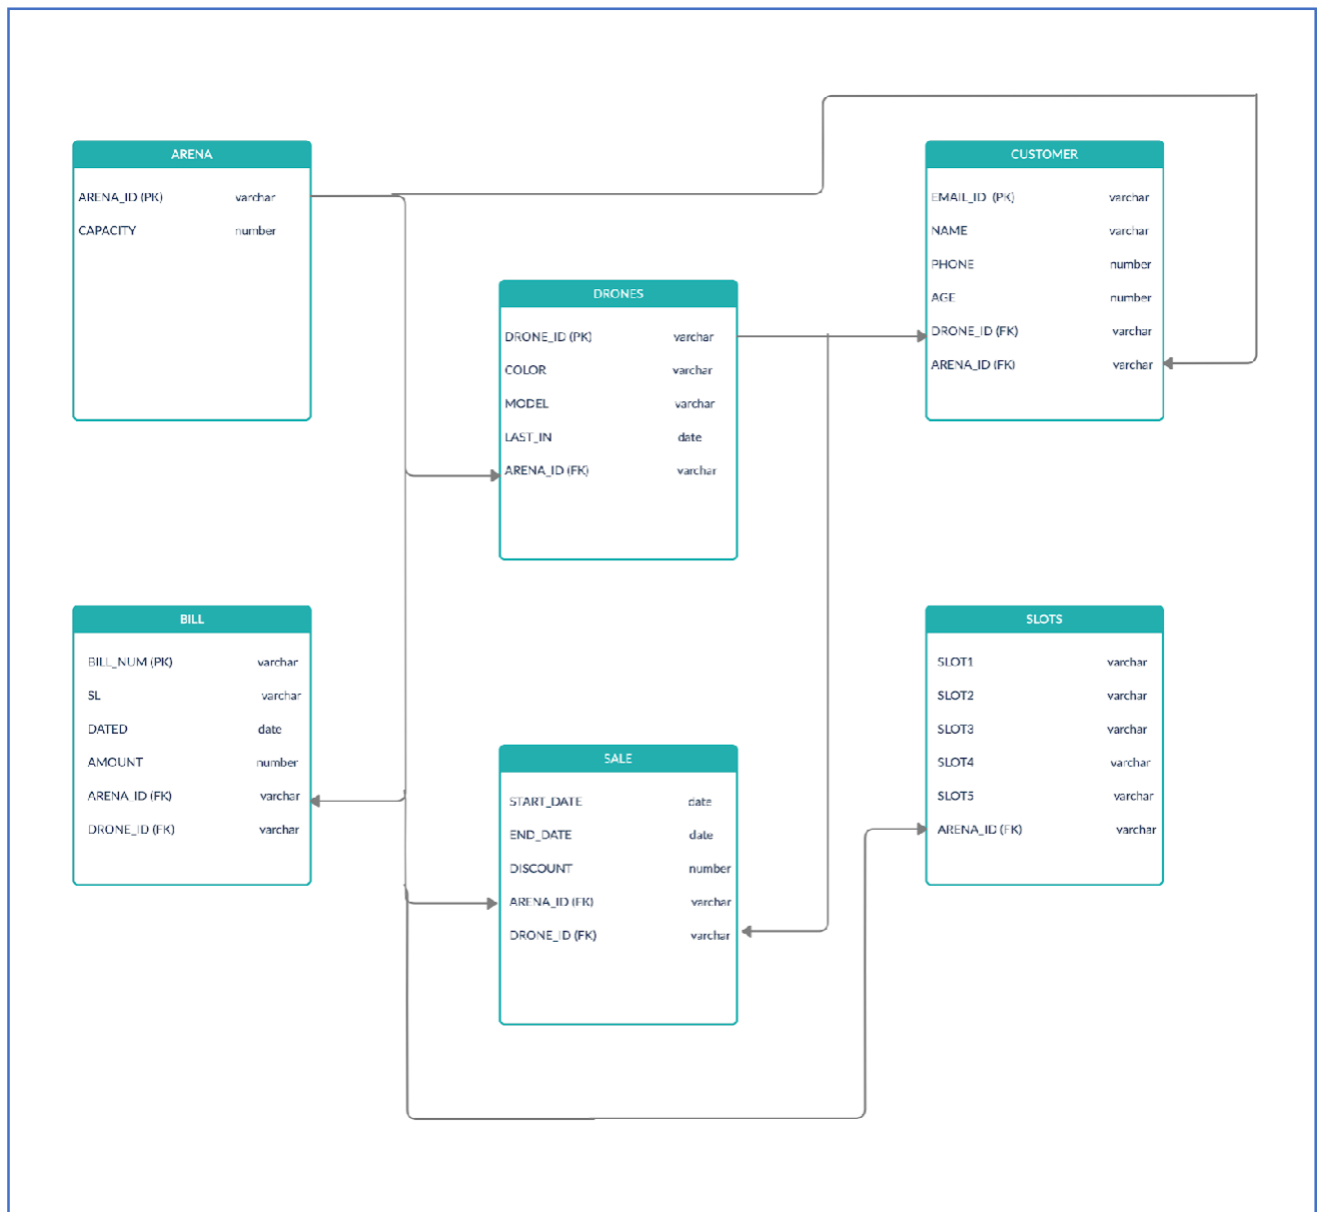 ARENA
ARENA_ID (PK) varchar
CAPACITY number
CUSTOMER
EMAIL_ID (PK) varchar
NAME varchar
PHONE number
AGE number
DRONE_ID (FK) varchar
ARENA_ID (FK) varchar
DRONES
DRONE_ID (PK) varchar
COLOR varchar
MODEL varchar
LAST_IN date
ARENA_ID (FK) varchar
BILL
BILL_NUM (PK) varchar
SL varchar
DATED date
AMOUNT number
ARENA_ID (FK) varchar
DRONE_ID (FK) varchar
SLOTS
SLOT1 varchar
SLOT2 varchar
SLOT3 varchar
SLOT4 varchar
SLOT5 varchar
ARENA_ID (FK) varchar
SALE
START_DATE date
END_DATE date
DISCOUNT number
ARENA_ID (FK) varchar
DRONE_ID (FK) varchar